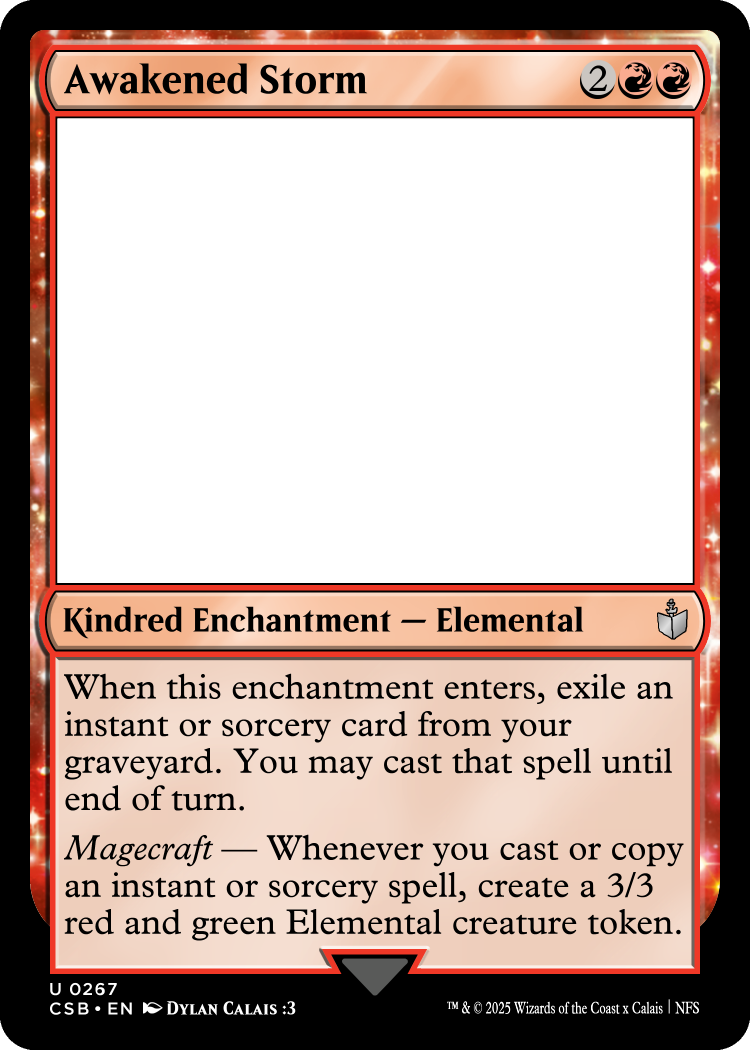 Awakened Storm 2
Kindred Enchantment — Elemental
When this enchantment enters, exile an
instant or sorcery card from your
graveyard. You may cast that spell until
end of turn.
Magecraft — Whenever you cast or copy
an instant or sorcery spell, create a 3/3
red and green Elemental creature token.
U 0267
CSB • EN Dylan Calais :3
™ & © 2025 Wizards of the Coast x Calais | NFS